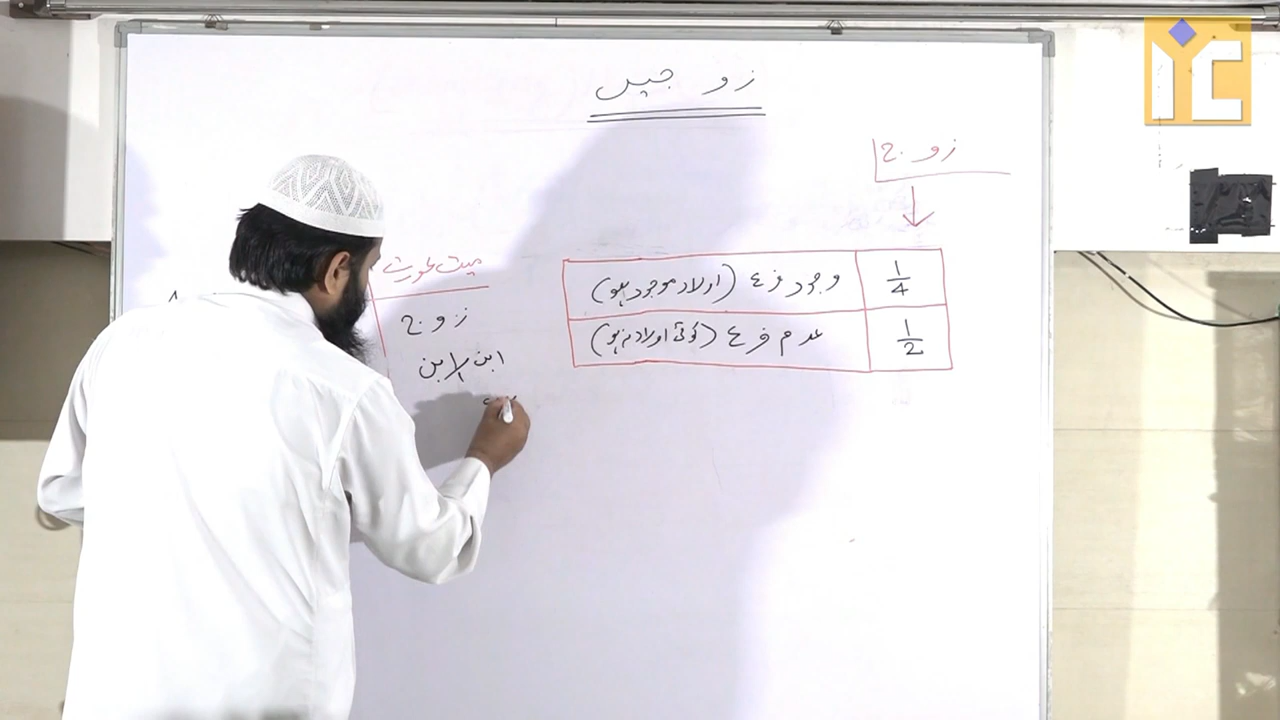 زوجین
زوج
1/4 وجود فرع (اولاد موجود ہو)
1/2 عدم فرع (کوئی اولاد نہ ہو)
میت عورت
زوج
ابن/ابن
YC